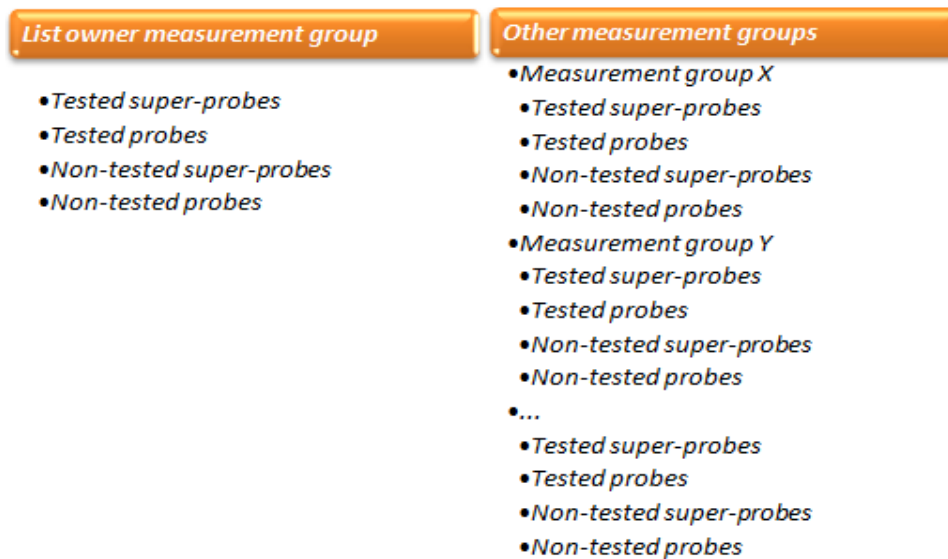 List owner measurement group
•Tested super-probes
•Tested probes
•Non-tested super-probes
•Non-tested probes
Other measurement groups
•Measurement group X
•Tested super-probes
•Tested probes
•Non-tested super-probes
•Non-tested probes
•Measurement group Y
•Tested super-probes
•Tested probes
•Non-tested super-probes
•Non-tested probes
•...
•Tested super-probes
•Tested probes
•Non-tested super-probes
•Non-tested probes